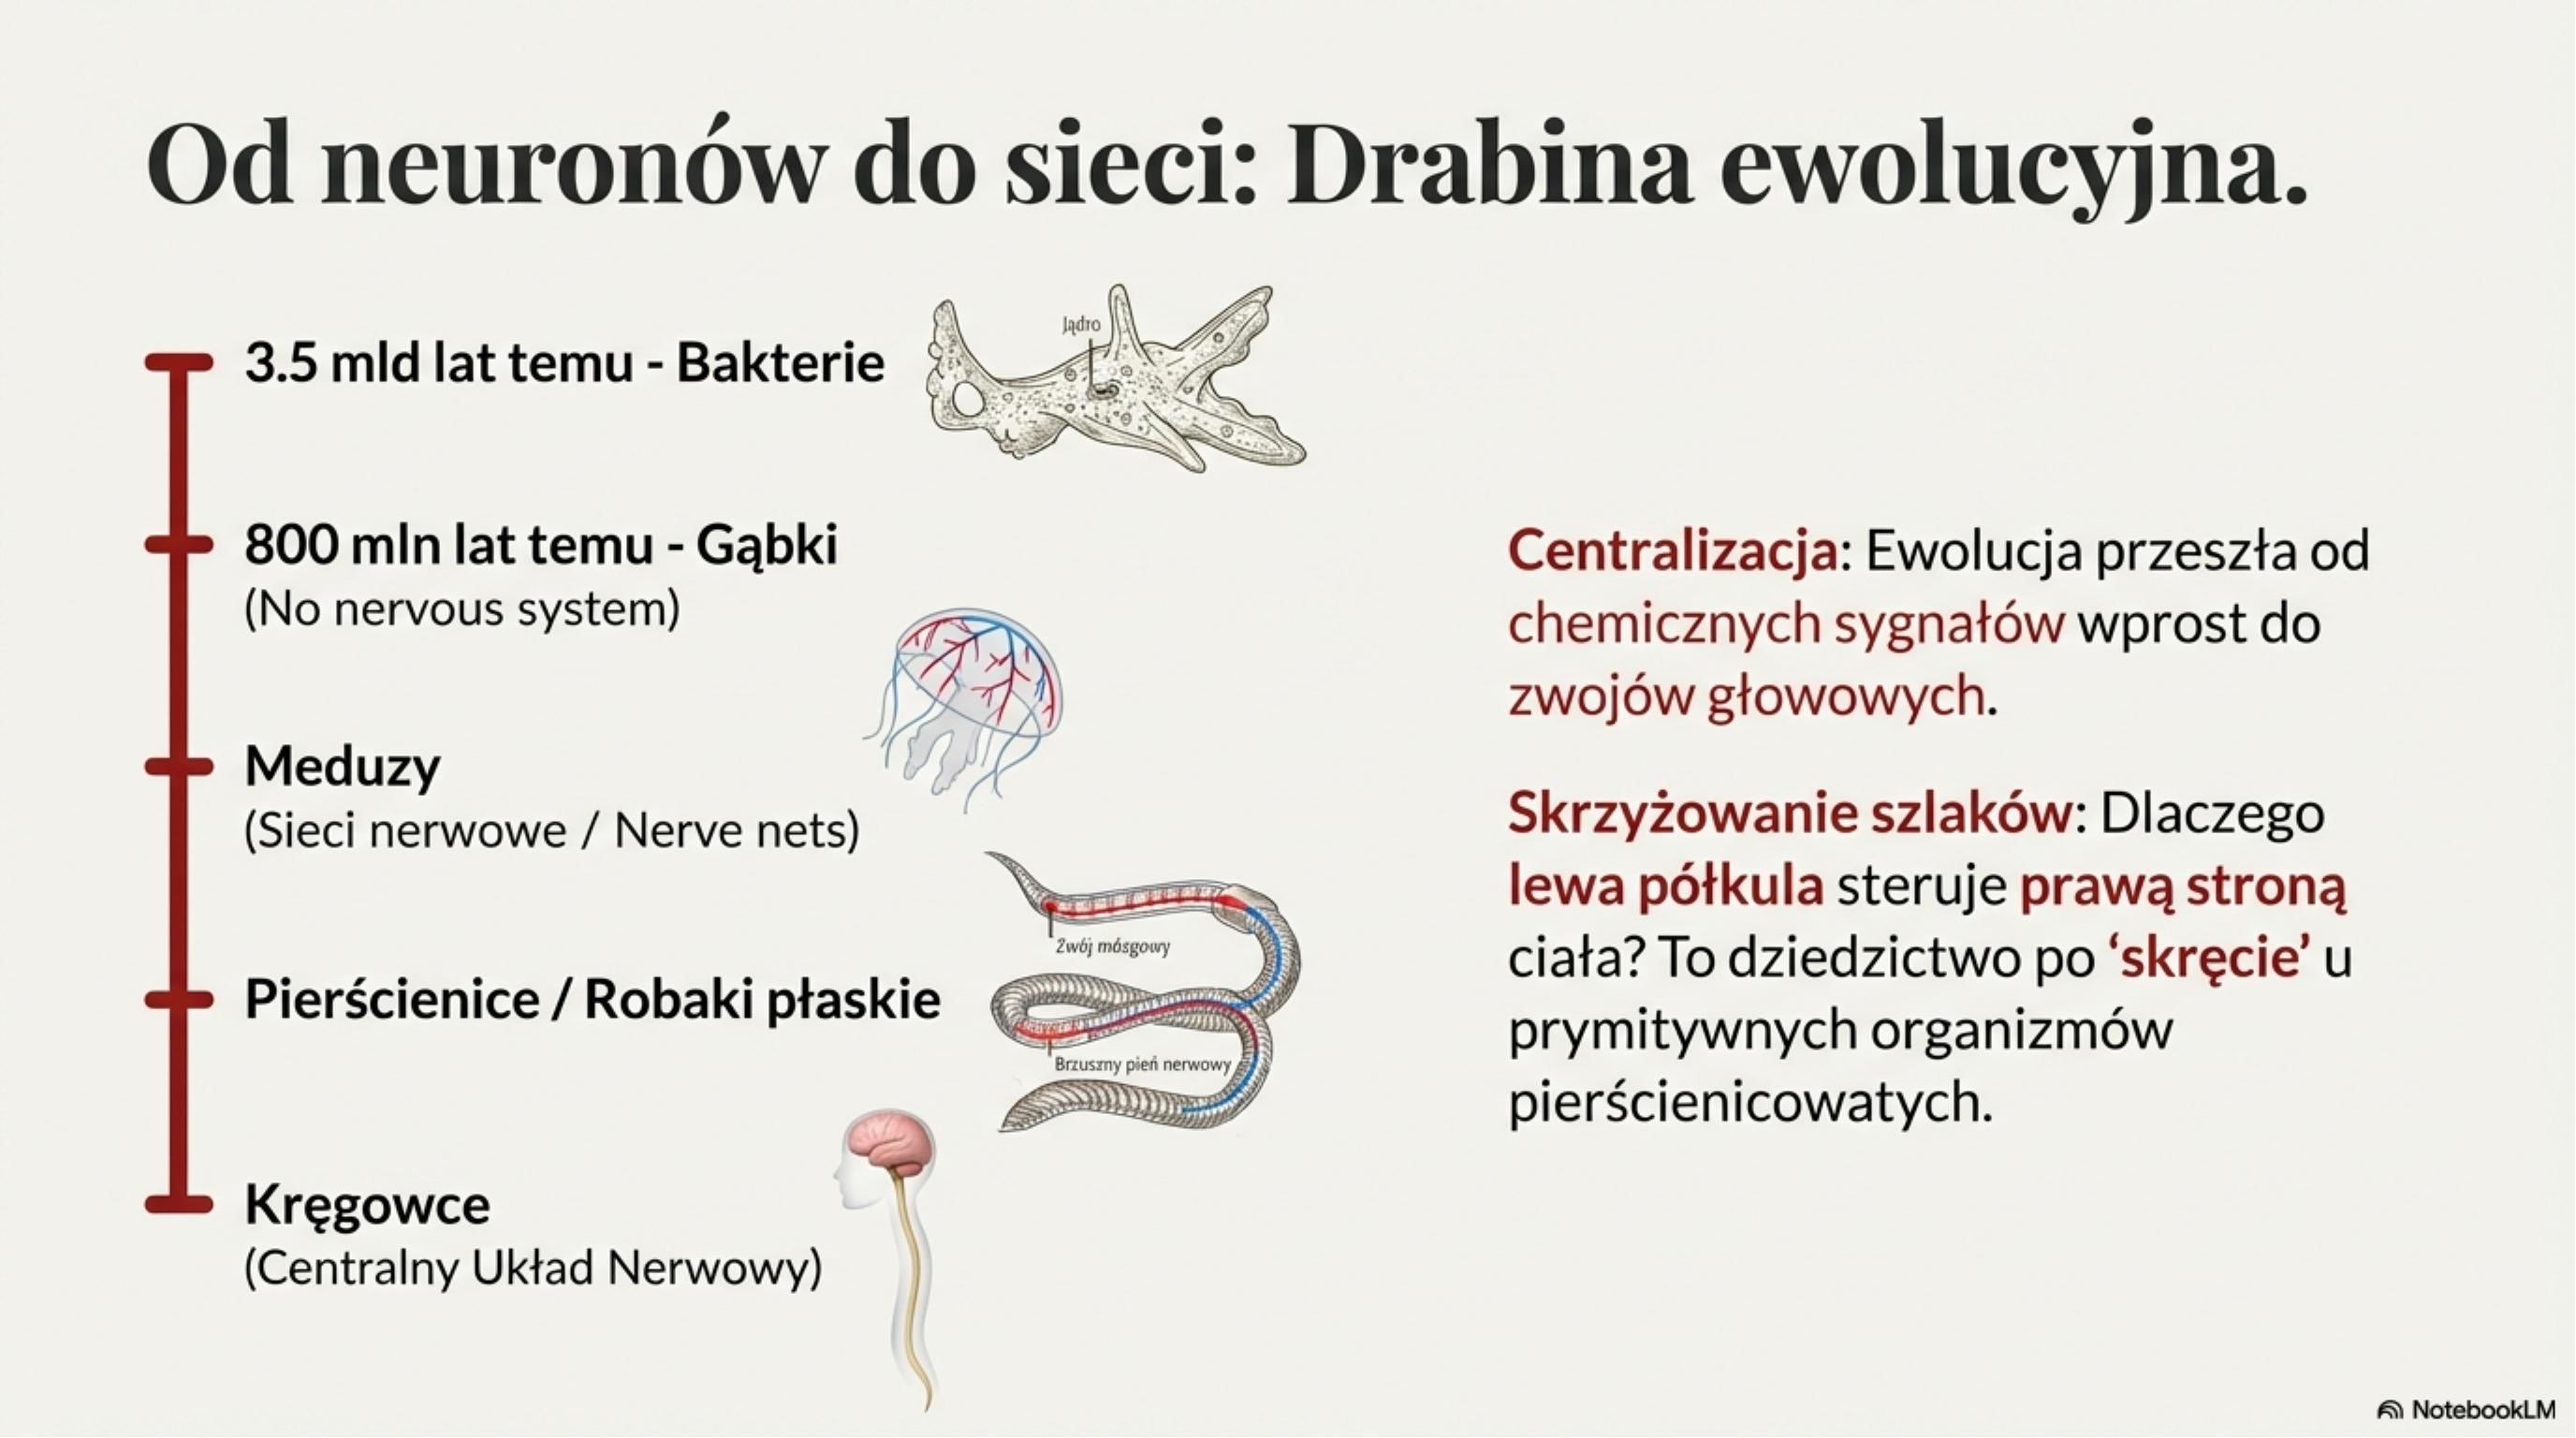 Od neuronów do sieci: Drabina ewolucyjna.
3.5 mld lat temu - Bakterie
Jądro
800 mln lat temu - Gąbki
(No nervous system)
Meduzy
(Sieci nerwowe / Nerve nets)
Zwój mósgowy
Pierścienice / Robaki płaskie
Brzuszny pień nerwowy
Kręgowce
(Centralny Układ Nerwowy)
Centralizacja: Ewolucja przeszła od
chemicznych sygnałów wprost do
zwojów głowowych.
Skrzyżowanie szlaków: Dlaczego
lewa półkula steruje prawą stroną
ciała? To dziedzictwo po ‘skręcie’ u
prymitywnych organizmów
pierścienicowatych.
NotebookLM